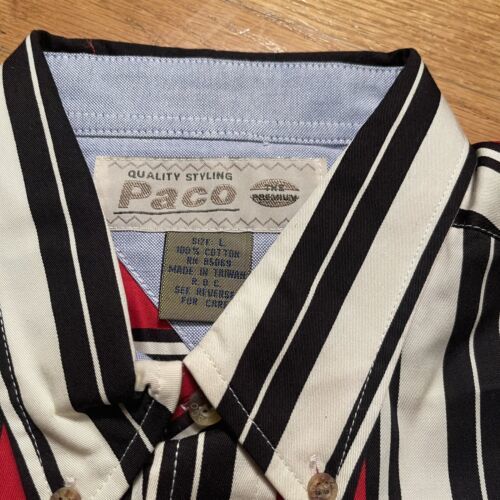 QUALITY STYLING
Paco
THE
PREMIUM
SIZE: L
100% COTTON
RN 85069
MADE IN TAIWAN
R.O.C.
SEE REVERSE
FOR CARE